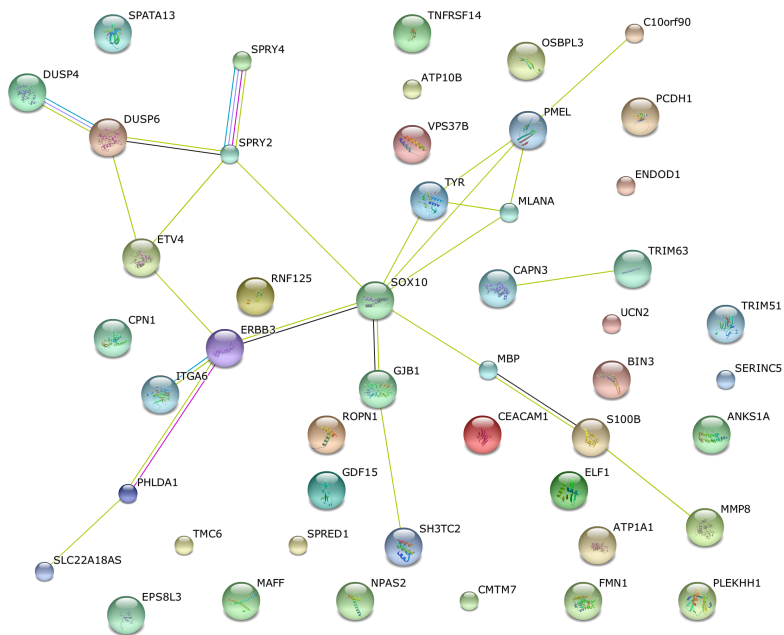 SPATA13
TNFRSF14
C10orf90
SPRY4
OSBPL3
DUSP4
ATP10B
PCDH1
PMEL
DUSP6
VPS37B
SPRY2
ENDOD1
TYR
MLANA
ETV4
TRIM63
RNF125
SOX10
CAPN3
UCN2
TRIM51
CPN1
ERBB3
MBP
BIN3
SERINC5
ITGA6
GJB1
ROPN1
CEACAM1
S100B
ANKS1A
PHLDA1
GDF15
ELF1
MMP8
TMC6
SPRED1
SH3TC2
ATP1A1
SLC22A18AS
EPS8L3
MAFF
NPAS2
CMTM7
FMN1
PLEKHH1